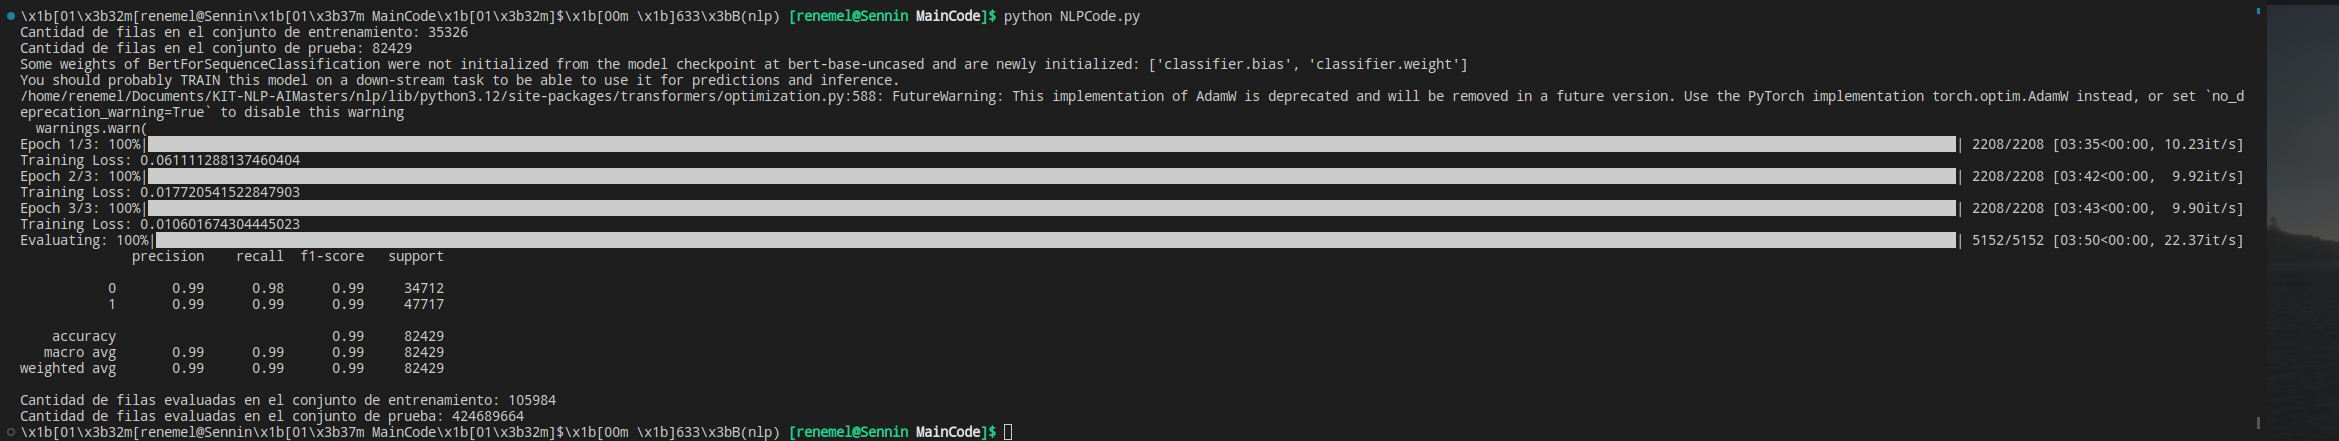 \x1b[01\x3b32m[renemel@Sennin\x1b[01\x3b37m MainCode\x1b[01\x3b32m]$\x1b[00m \x1b]633\x3bB(nlp) [renemel@Sennin MainCode]$ python NLPCode.py
Cantidad de filas en el conjunto de entrenamiento: 35326
Cantidad de filas en el conjunto de prueba: 82429
Some weights of BertForSequenceClassification were not initialized from the model checkpoint at bert-base-uncased and are newly initialized: ['classifier.bias', 'classifier.weight']
You should probably TRAIN this model on a down-stream task to be able to use it for predictions and inference.
/home/renemel/Documents/KIT-NLP-AIMasters/nlp/lib/python3.12/site-packages/transformers/optimization.py:588: FutureWarning: This implementation of AdamW is deprecated and will be removed in a future version. Use the PyTorch implementation torch.optim.AdamW instead, or set `no_d
eprecation_warning=True` to disable this warning
  warnings.warn(
Epoch 1/3: 100%|| 2208/2208 [03:35<00:00, 10.23it/s]
Training Loss: 0.061111288137460404
Epoch 2/3: 100%|| 2208/2208 [03:42<00:00,  9.92it/s]
Training Loss: 0.017720541522847903
Epoch 3/3: 100%|| 2208/2208 [03:43<00:00,  9.90it/s]
Training Loss: 0.010601674304445023
Evaluating: 100%|| 5152/5152 [03:50<00:00, 22.37it/s]
              precision    recall  f1-score   support
           0       0.99      0.98      0.99     34712
           1       0.99      0.99      0.99     47717
    accuracy                           0.99     82429
   macro avg       0.99      0.99      0.99     82429
weighted avg       0.99      0.99      0.99     82429
Cantidad de filas evaluadas en el conjunto de entrenamiento: 105984
Cantidad de filas evaluadas en el conjunto de prueba: 424689664
\x1b[01\x3b32m[renemel@Sennin\x1b[01\x3b37m MainCode\x1b[01\x3b32m]$\x1b[00m \x1b]633\x3bB(nlp) [renemel@Sennin MainCode]$